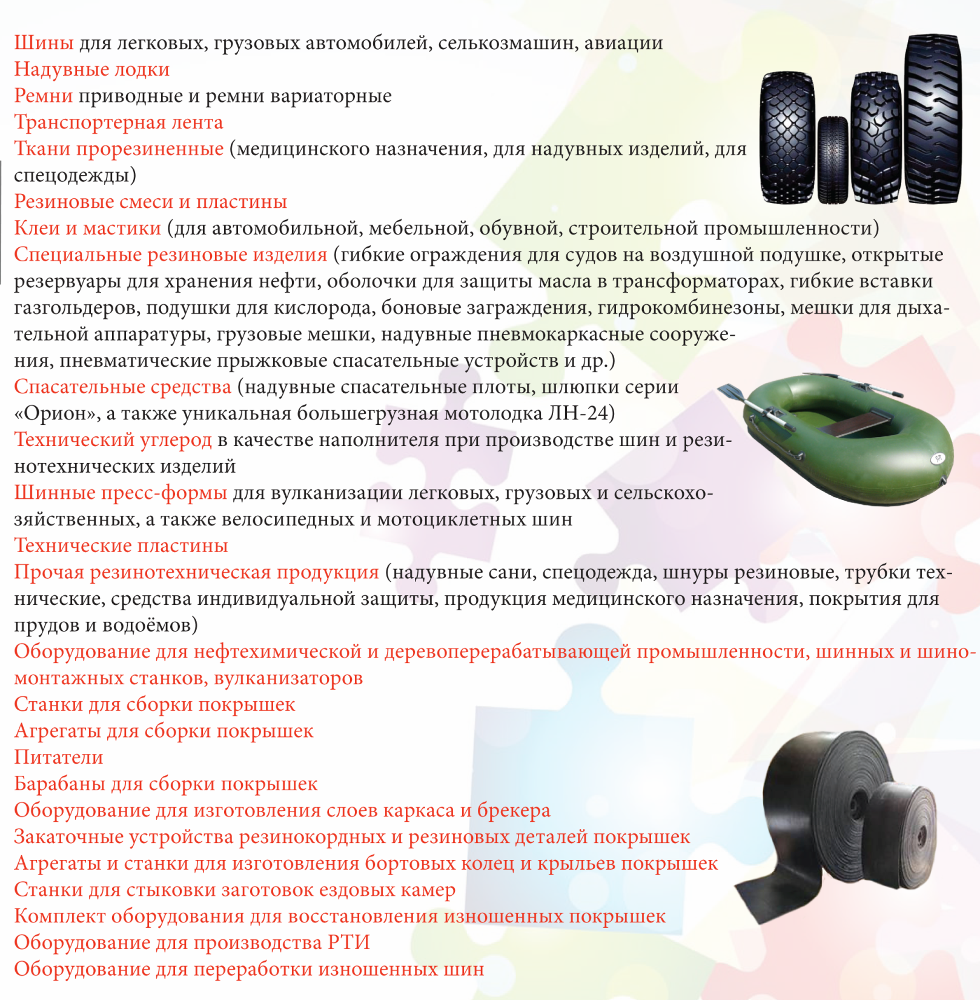 Шины для легковых, грузовых автомобилей, селькозмашин, авиации
Надувные лодки
Ремни приводные и ремни вариаторные
Транспортерная лента
Ткани прорезиненные (медицинского назначения, для надувных изделий, для
спецодежды)
Резиновые смеси и пластины
Клеи и мастики (для автомобильной, мебельной, обувной, строительной промышленности)
Специальные резиновые изделия (гибкие ограждения для судов на воздушной подушке, открытые
резервуары для хранения нефти, оболочки для защиты масла в трансформаторах, гибкие вставки
газгольдеров, подушки для кислорода, боновые заграждения, гидрокомбинезоны, мешки для дыха-
тельной аппаратуры, грузовые мешки, надувные пневмокаркасные сооруже-
ния, пневматические прыжковые спасательные устройств и др.)
Спасательные средства (надувные спасательные плоты, шлюпки серии
«Орион», а также уникальная большегрузная мотолодка ЛН-24)
Технический углерод в качестве наполнителя при производстве шин и рези-
нотехнических изделий
Шинные пресс-формы для вулканизации легковых, грузовых и сельскохо-
зяйственных, а также велосипедных и мотоциклетных шин
Технические пластины
Прочая резинотехническая продукция (надувные сани, спецодежда, шнуры резиновые, трубки тех-
нические, средства индивидуальной защиты, продукция медицинского назначения, покрытия для
прудов и водоёмов)
Оборудование для нефтехимической и деревоперерабатывающей промышленности, шинных и шино-
монтажных станков, вулканизаторов
Станки для сборки покрышек
Агрегаты для сборки покрышек
Питатели
Барабаны для сборки покрышек
Оборудование для изготовления слоев каркаса и брекера
Закаточные устройства резинокордных и резиновых деталей покрышек
Агрегаты и станки для изготовления бортовых колец и крыльев покрышек
Станки для стыковки заготовок ездовых камер
Комплект оборудования для восстановления изношенных покрышек
Оборудование для производства РТИ
Оборудование для переработки изношенных шин